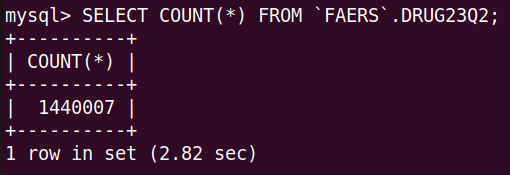 mysql> SELECT COUNT(*) FROM `FAERS`.DRUG23Q2;
+----------+
| COUNT(*) |
+----------+
|  1440007 |
+----------+
1 row in set (2.82 sec)